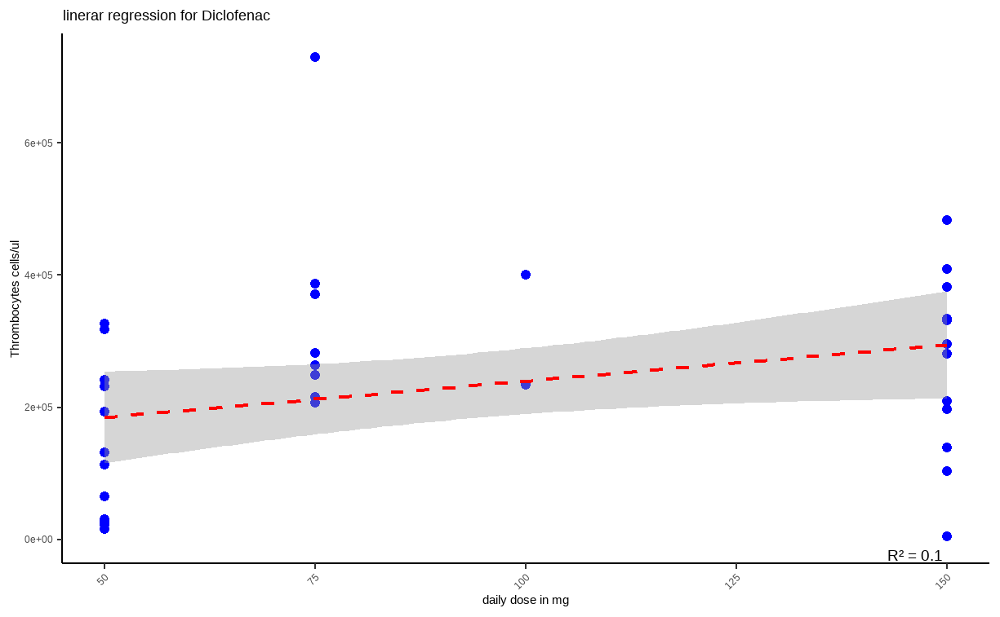 linerar regression for Diclofenac
Thrombocytes cells/ul
6e+05
4e+05
2e+05
0e+00
R² = 0.1
50
75
100
125
150
daily dose in mg